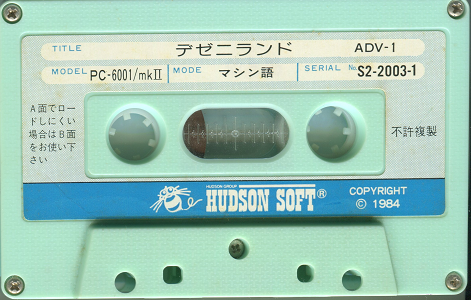 TITLE デゼニランド ADV-1
MODEL PC-6001/mkII MODE マシン語 SERIAL No. S2-2003-1
A面でロー
ドしにくい
場合はB面
をお使い下
さい
不許複製
HUDSON GROUP
HUDSON SOFT®
COPYRIGHT
© 1984